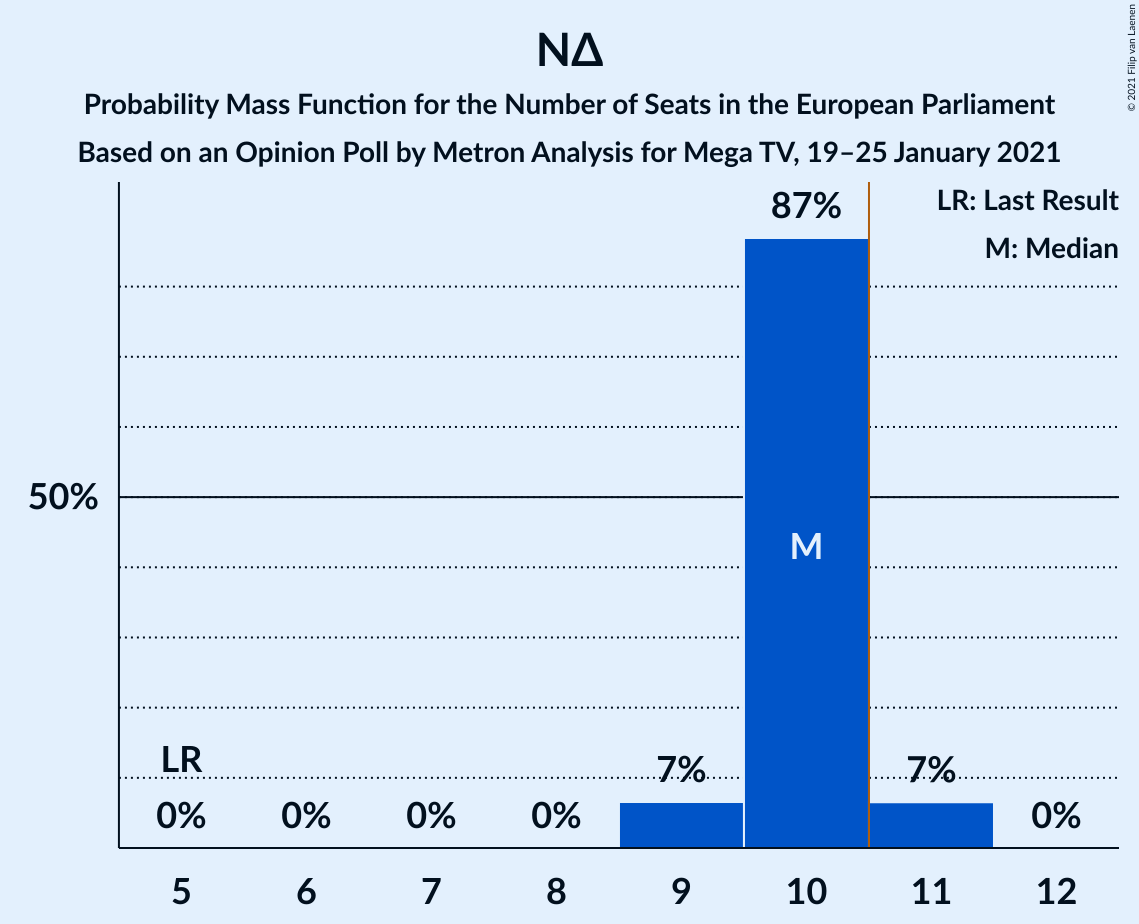 ΝΔ
Probability Mass Function for the Number of Seats in the European Parliament
Based on an Opinion Poll by Metron Analysis for Mega TV, 19–25 January 2021
© 2021 Filip van Laenen
LR: Last Result
M: Median
87%
50%
M
LR
7%
7%
0%
0%
0%
0%
0%
5
6
7
8
9
10
11
12